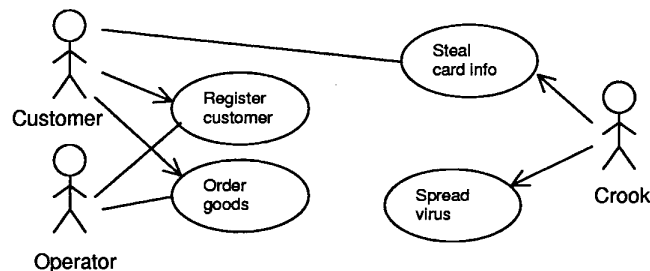 Steal
card info
Register
customer
Customer
Order
goods
Spread
virus
Crook
Operator